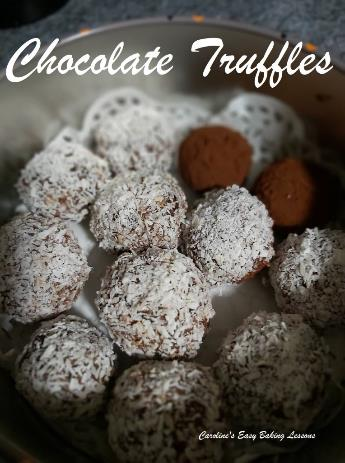 Chocolate Truffles
Caroline's Easy Baking Lessons